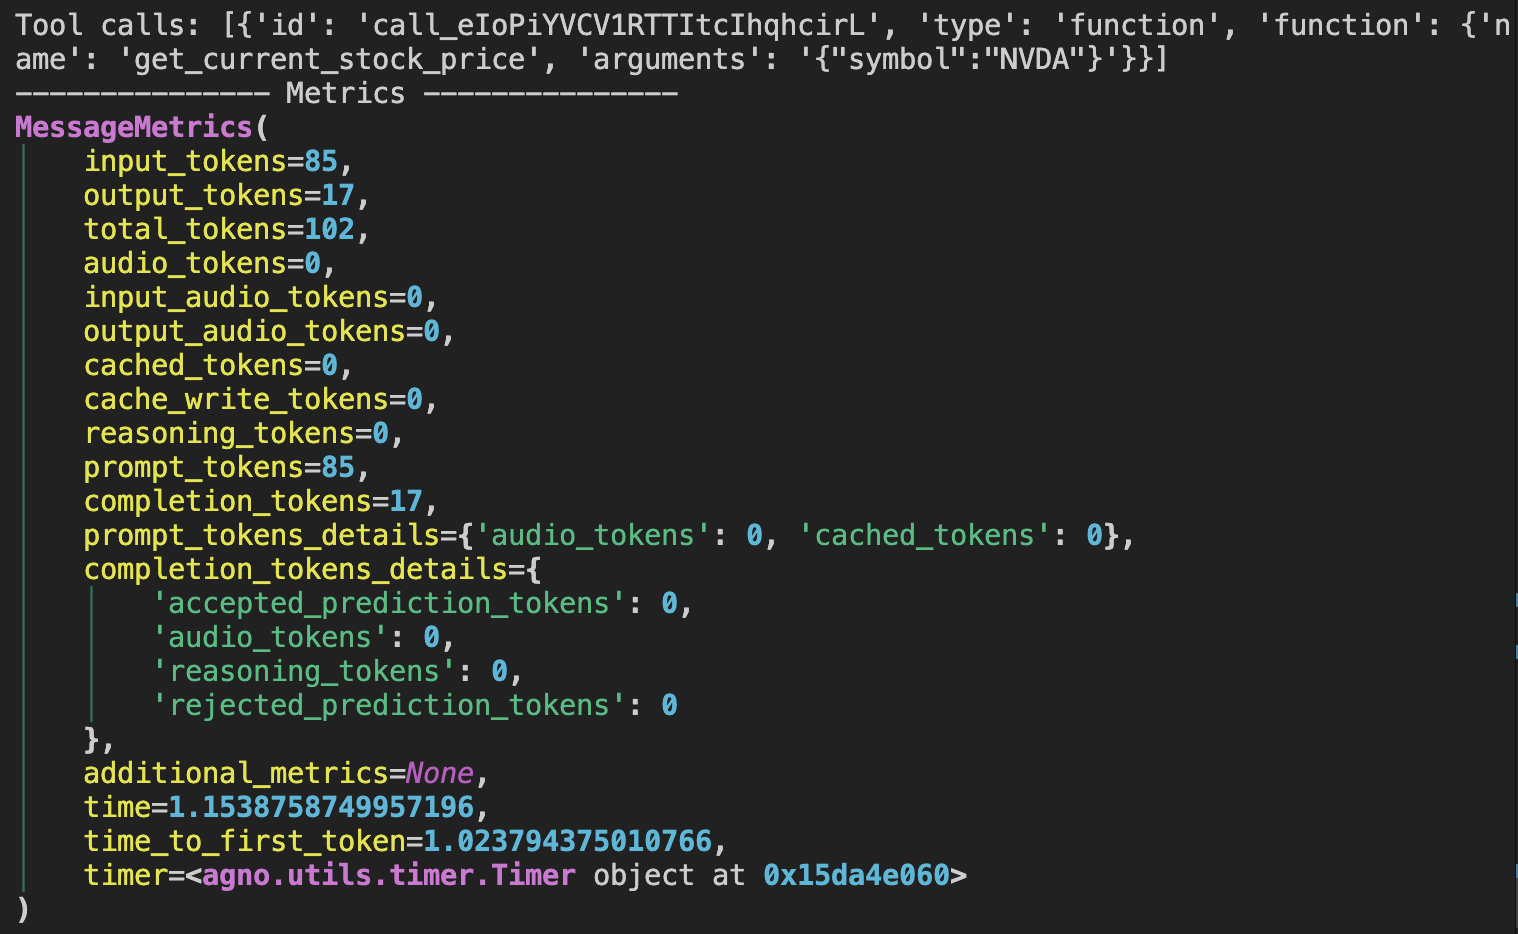 Tool calls: [{'id': 'call_eIoPiYVCV1RTTItcIhqhcirL', 'type': 'function', 'function': {'n
ame': 'get_current_stock_price', 'arguments': '{"symbol":"NVDA"}'}}]
--------------- Metrics ---------------
MessageMetrics(
    input_tokens=85,
    output_tokens=17,
    total_tokens=102,
    audio_tokens=0,
    input_audio_tokens=0,
    output_audio_tokens=0,
    cached_tokens=0,
    cache_write_tokens=0,
    reasoning_tokens=0,
    prompt_tokens=85,
    completion_tokens=17,
    prompt_tokens_details={'audio_tokens': 0, 'cached_tokens': 0},
    completion_tokens_details={
        'accepted_prediction_tokens': 0,
        'audio_tokens': 0,
        'reasoning_tokens': 0,
        'rejected_prediction_tokens': 0
    },
    additional_metrics=None,
    time=1.1538758749957196,
    time_to_first_token=1.023794375010766,
    timer=<agno.utils.timer.Timer object at 0x15da4e060>
)